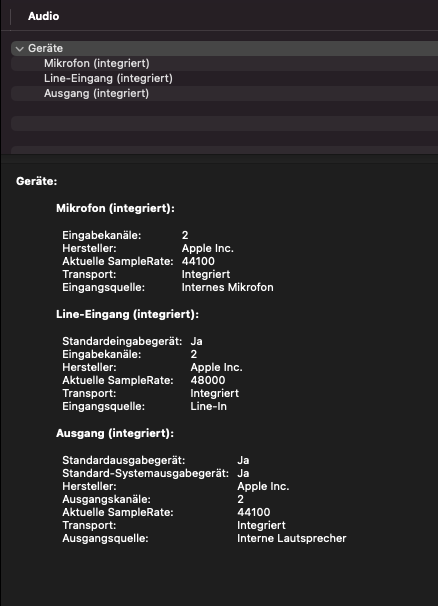 Audio
Geräte
Mikrofon (integriert)
Line-Eingang (integriert)
Ausgang (integriert)
Geräte:
Mikrofon (integriert):
Eingabekanäle: 2
Hersteller: Apple Inc.
Aktuelle SampleRate: 44100
Transport: Integriert
Eingangsquelle: Internes Mikrofon
Line-Eingang (integriert):
Standardeingabegerät: Ja
Eingabekanäle: 2
Hersteller: Apple Inc.
Aktuelle SampleRate: 48000
Transport: Integriert
Eingangsquelle: Line-In
Ausgang (integriert):
Standardausgabegerät: Ja
Standard-Systemausgabegerät: Ja
Hersteller: Apple Inc.
Ausgangskanäle: 2
Aktuelle SampleRate: 44100
Transport: Integriert
Ausgangsquelle: Interne Lautsprecher